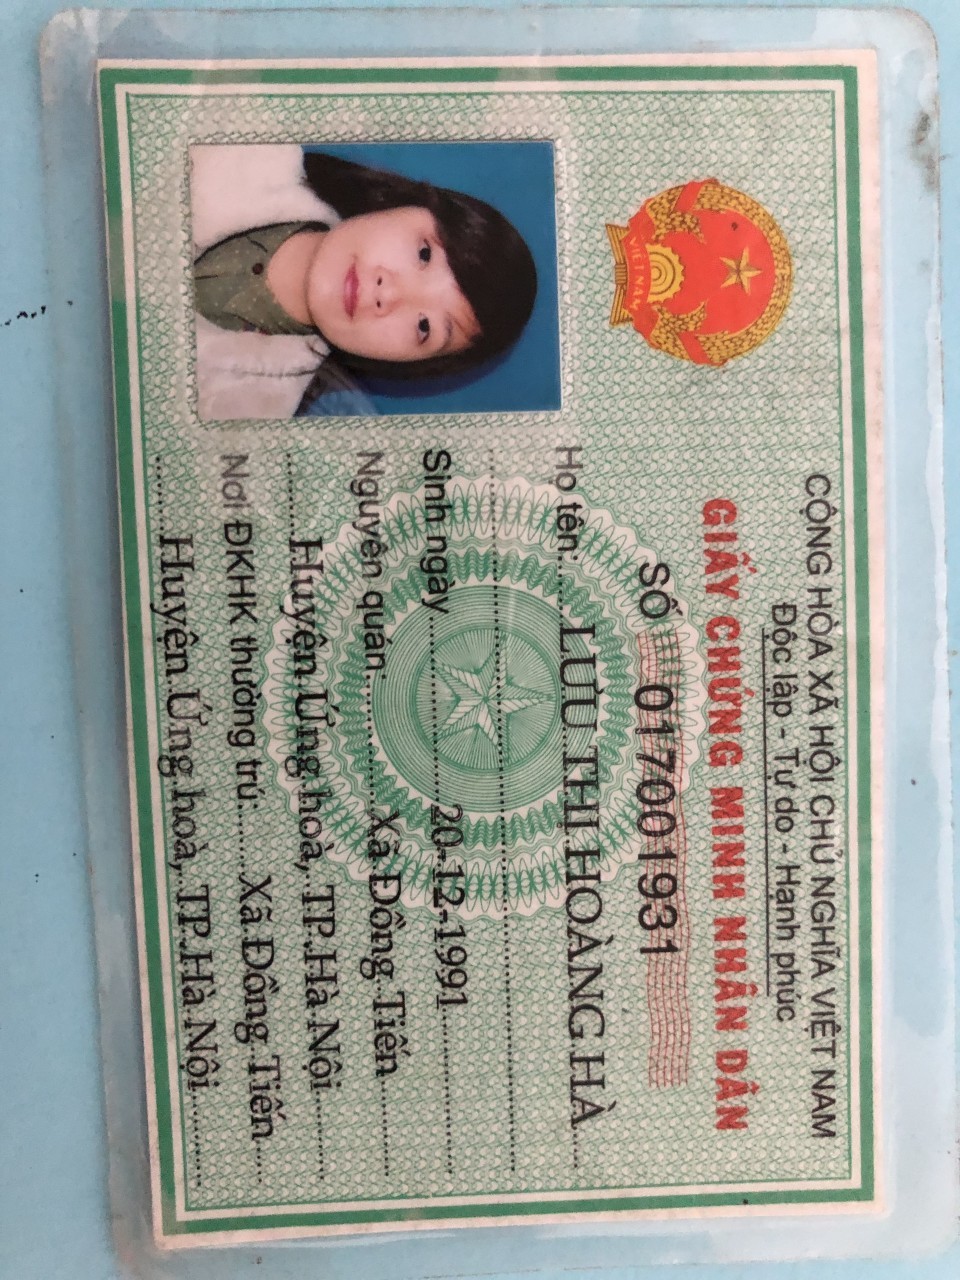 CỘNG HÒA XÃ HỘI CHỦ NGHĨA VIỆT NAM
Độc lập - Tự do - Hạnh phúc
GIẤY CHỨNG MINH NHÂN DÂN
SỐ 017001931
Họ tên: LƯU THỊ HOÀNG HÀ
Sinh ngày 20-12-1991
Nguyên quán: Xã Đông Tiến
Huyện Ứng hoà, TP.Hà Nội
Nơi ĐKHK thường trú: Xã Đông Tiến
Huyện Ứng hoà, TP.Hà Nội
VIỆT NAM